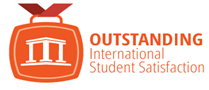 OUTSTANDING
International
Student Satisfaction